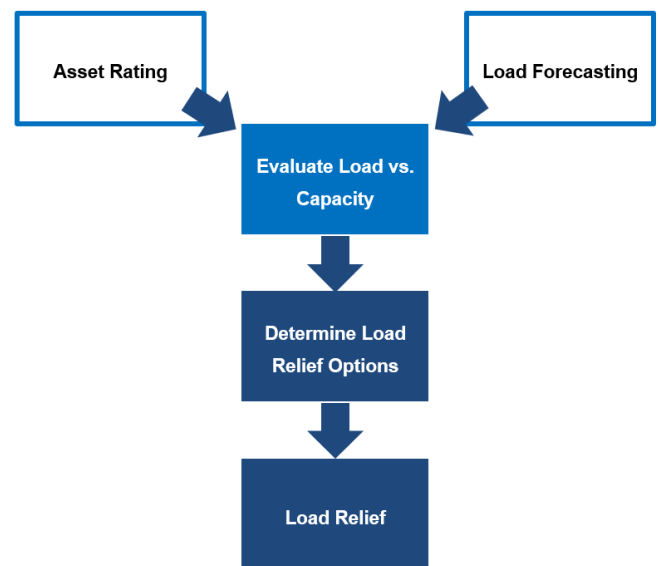 Asset Rating
Load Forecasting
Evaluate Load vs.
Capacity
Determine Load
Relief Options
Load Relief